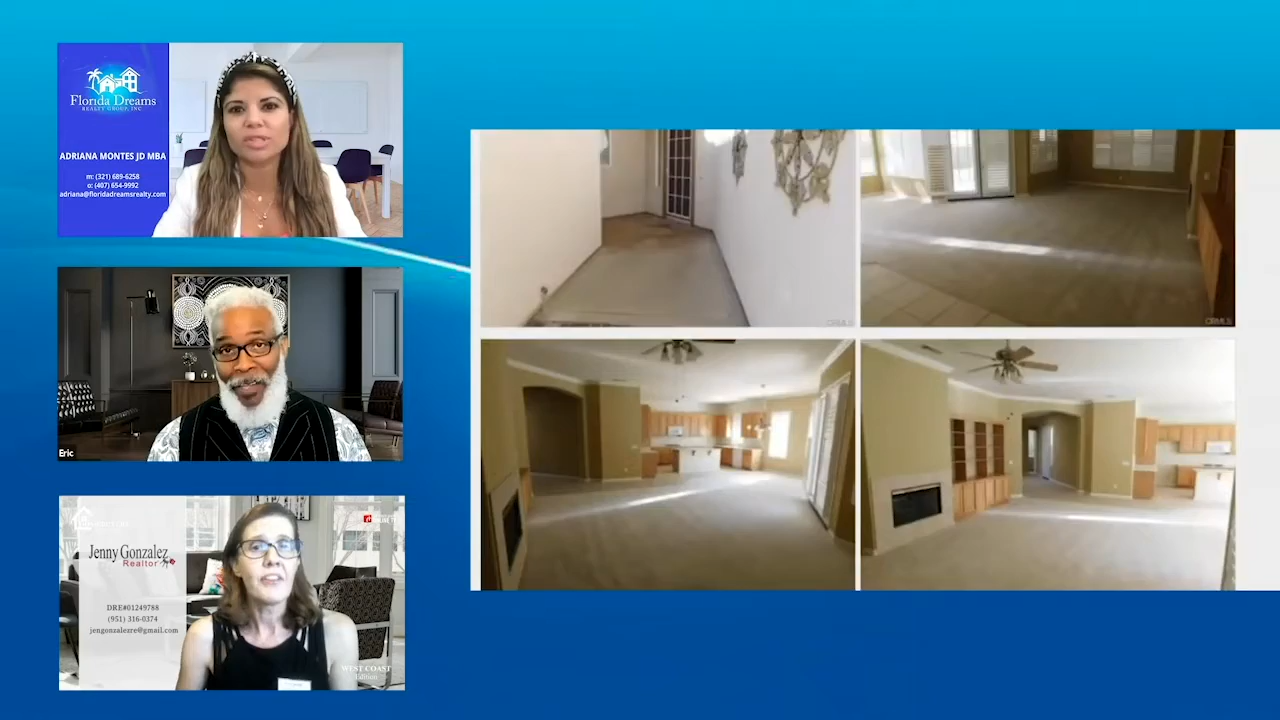 Florida Dreams
REALTY GROUP, INC
ADRIANA MONTES JD MBA
m: (321) 689-6258
o: (407) 654-9992
adriana@floridadreamsrealty.com
Eric
Jenny Gonzalez
Realtor
DRE#01249788
(951) 316-0374
jengonzalezre@gmail.com
WEST COAST
Edition
CRMLS
CRMLS